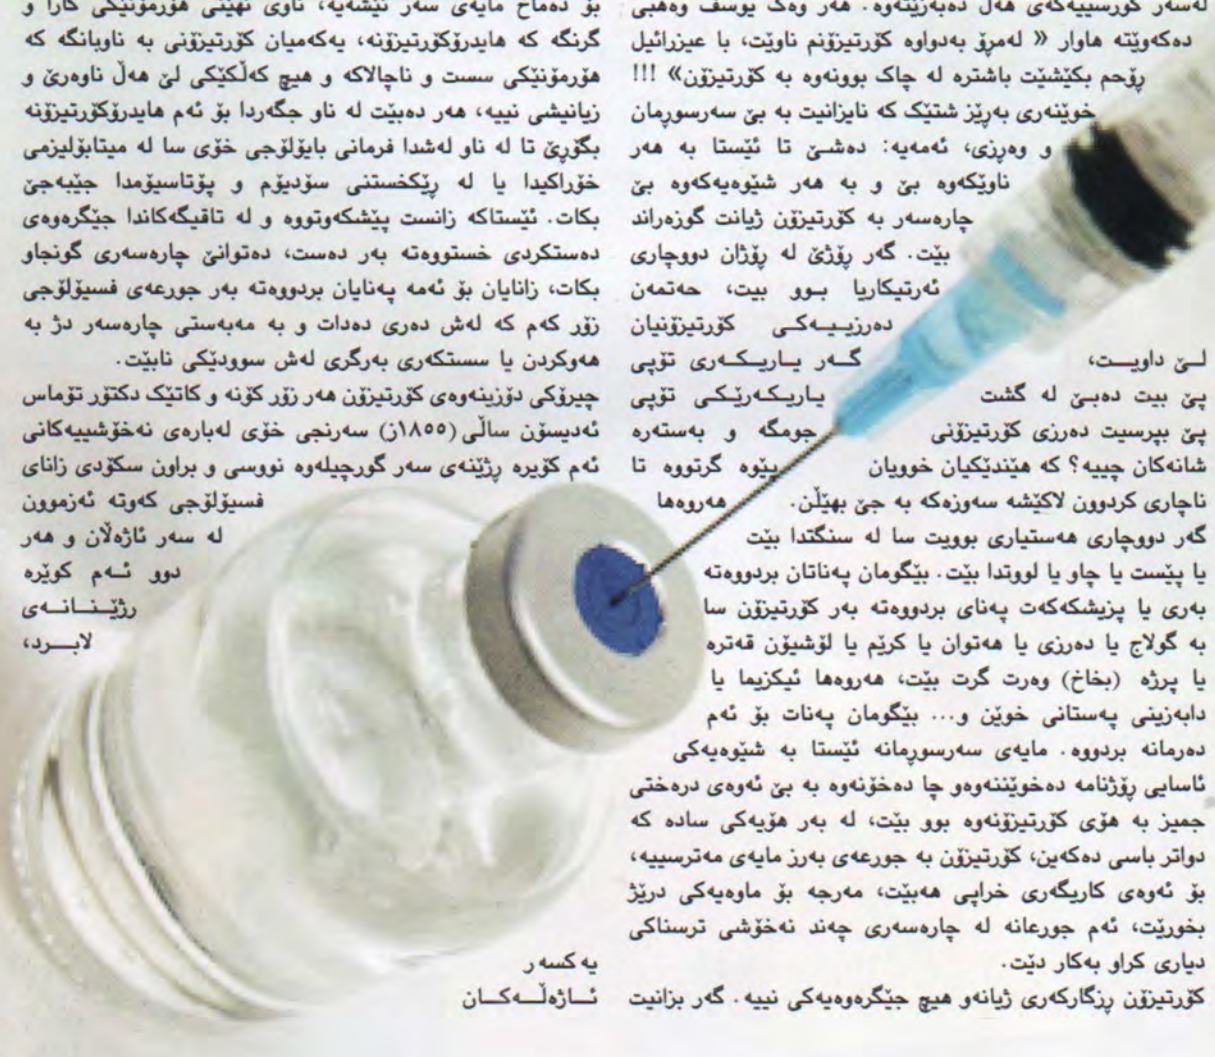 لەسەر کورسییەکەی هەڵ دەبەزێتەوە. هەر وەک یوسف وەهبی
دەکەوێتە هاوار « لەمڕۆ بەدواوە کۆرتیزۆنم ناوێت، با عیزرائیل
ڕۆحم بکێشێت باشترە لە چاک بوونەوە بە کۆرتیزۆن» !!!
خوێنەری بەڕێز شتێک کە نایزانیت بە بێ سەرسوڕمان
و وەرزی، ئەمەیە: دەشێ تا ئێستا بە هەر
ناوێکەوە بێ و بە هەر شێوەیەکەوە بێ
چارەسەر بە کۆرتیزۆن ژیانت گوزەراند
بێت. گەر ڕۆژێ لە ڕۆژان دووچاری
ئەرتیکاریا بوو بیت، حەتمەن
دەرزییەکی کۆرتیزۆنیان
لێ داویت، گەر یاریکەری تۆپی
پێ بیت دەبێ لە گشت یاریکەرێکی تۆپی
پێ بپرسیت دەرزی کۆرتیزۆنی جومگە و بەستەرە
شانەکان چییە؟ کە هێندێکیان خوویان پێوە گرتووە تا
ناچاری کردوون لاکێشە سەوزەکە بە جێ بهێڵن. هەروەها
گەر دووچاری هەستیاری بوویت سا لە سنگتدا بێت
یا پێست یا چاو یا لووتدا بێت. بێگومان پەناتان بردووەتە
بەری یا پزیشکەکەت پەنای بردووەتە بەر کۆرتیزۆن سا
بە گولاج یا دەرزی یا هەتوان یا کرێم یا لۆشیۆن قەترە
یا پرژە (بخاخ) وەرت گرت بێت، هەروەها ئیکزیما یا
دابەزینی پەستانی خوێن و... بێگومان پەنات بۆ ئەم
دەرمانە بردووە. مایەی سەرسوڕمانە ئێستا بە شێوەیەکی
ئاسایی ڕۆژنامە دەخوێننەوەو چا دەخۆنەوە بە بێ ئەوەی درەختی
جمیز بە هۆی کۆرتیزۆنەوە بوو بێت، لە بەر هۆیەکی سادە کە
دواتر باسی دەکەین، کۆرتیزۆن بە جورعەی بەرز مایەی مەترسییە،
بۆ ئەوەی کاریگەری خراپی هەبێت، مەرجە بۆ ماوەیەکی درێژ
بخورێت، ئەم جورعانە لە چارەسەری چەند نەخۆشی ترسناکی
دیاری کراو بەکار دێت.
کۆرتیزۆن ڕزگارکەری ژیانەو هیچ جێگرەوەیەکی نییە. گەر بزانیت
بۆ دەماخ مایەی سەر ئێشەیە، ناوی نهێنی هۆرمۆنێکی کارا و
گرنگە کە هایدرۆکۆرتیزۆنە، یەکەمیان کۆرتیزۆنی بە ناوبانگە کە
هۆرمۆنێکی سست و ناچالاکە و هیچ کەڵکێکی لێ هەڵ ناوەرێ و
زیانیشی نییە، هەر دەبێت لە ناو جگەردا بۆ ئەم هایدرۆکۆرتیزۆنە
بگۆڕێ تا لە ناو لەشدا فرمانی بایۆلۆجی خۆی سا لە میتابۆلیزمی
خۆراکیدا یا لە ڕێکخستنی سۆدیۆم و پۆتاسیۆمدا جێبەجێ
بکات. ئێستاکە زانست پێشکەوتووە و لە تاقیگەکاندا جێگرەوەی
دەستکردی خستووەتە بەر دەست، دەتوانێ چارەسەری گونجاو
بکات، زانایان بۆ ئەمە پەنایان بردووەتە بەر جورعەی فسیۆلۆجی
زۆر کەم کە لەش دەری دەدات و بە مەبەستی چارەسەر دژ بە
هەوکردن یا سستکەری بەرگری لەش سوودێکی نابێت.
چیرۆکی دۆزینەوەی کۆرتیزۆن هەر زۆر کۆنە و کاتێک دکتۆر تۆماس
ئەدیسۆن ساڵی (١٨٥٥ز) سەرنجی خۆی لەبارەی نەخۆشییەکانی
ئەم کۆیرە ڕژێنەی سەر گورچیلەوە نووسی و براون سکۆدی زانای
فسیۆلۆجی کەوتە ئەزموون
لە سەر ئاژەڵان و هەر
دوو ئەم کوێرە
رژێنانەی
لابرد،
یەکسەر
ئاژەڵەکان